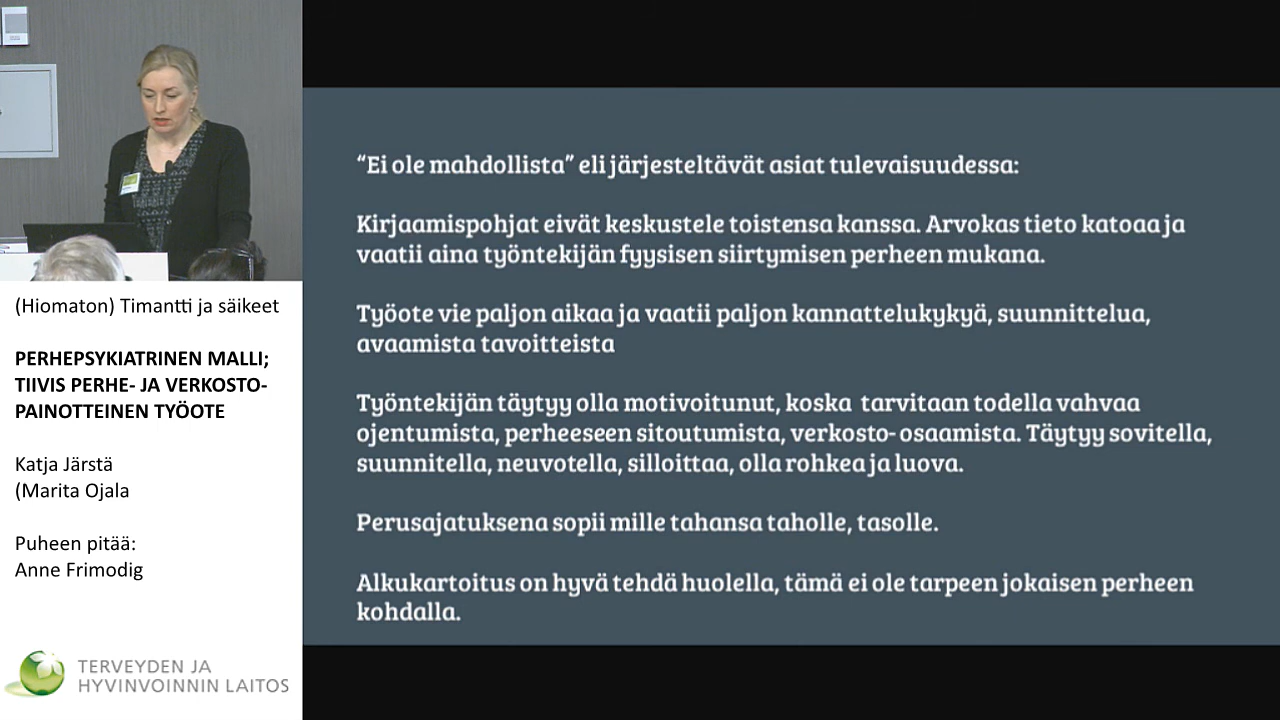 (Hiomaton) Timantti ja säikeet
PERHEPSYKIATRINEN MALLI;
TIIVIS PERHE- JA VERKOSTO-
PAINOTTEINEN TYÖOTE
Katja Järstä
(Marita Ojala
Puheen pitää:
Anne Frimodig
TERVEYDEN JA
HYVINVOINNIN LAITOS
“Ei ole mahdollista” eli järjesteltävät asiat tulevaisuudessa:
Kirjaamispohjat eivät keskustele toistensa kanssa. Arvokas tieto katoaa ja
vaatii aina työntekijän fyysisen siirtymisen perheen mukana.
Työote vie paljon aikaa ja vaatii paljon kannattelukykyä, suunnittelua,
avaamista tavoitteista
Työntekijän täytyy olla motivoitunut, koska tarvitaan todella vahvaa
ojentumista, perheeseen sitoutumista, verkosto- osaamista. Täytyy sovitella,
suunnitella, neuvotella, silloittaa, olla rohkea ja luova.
Perusajatuksena sopii mille tahansa taholle, tasolle.
Alkukartoitus on hyvä tehdä huolella, tämä ei ole tarpeen jokaisen perheen
kohdalla.